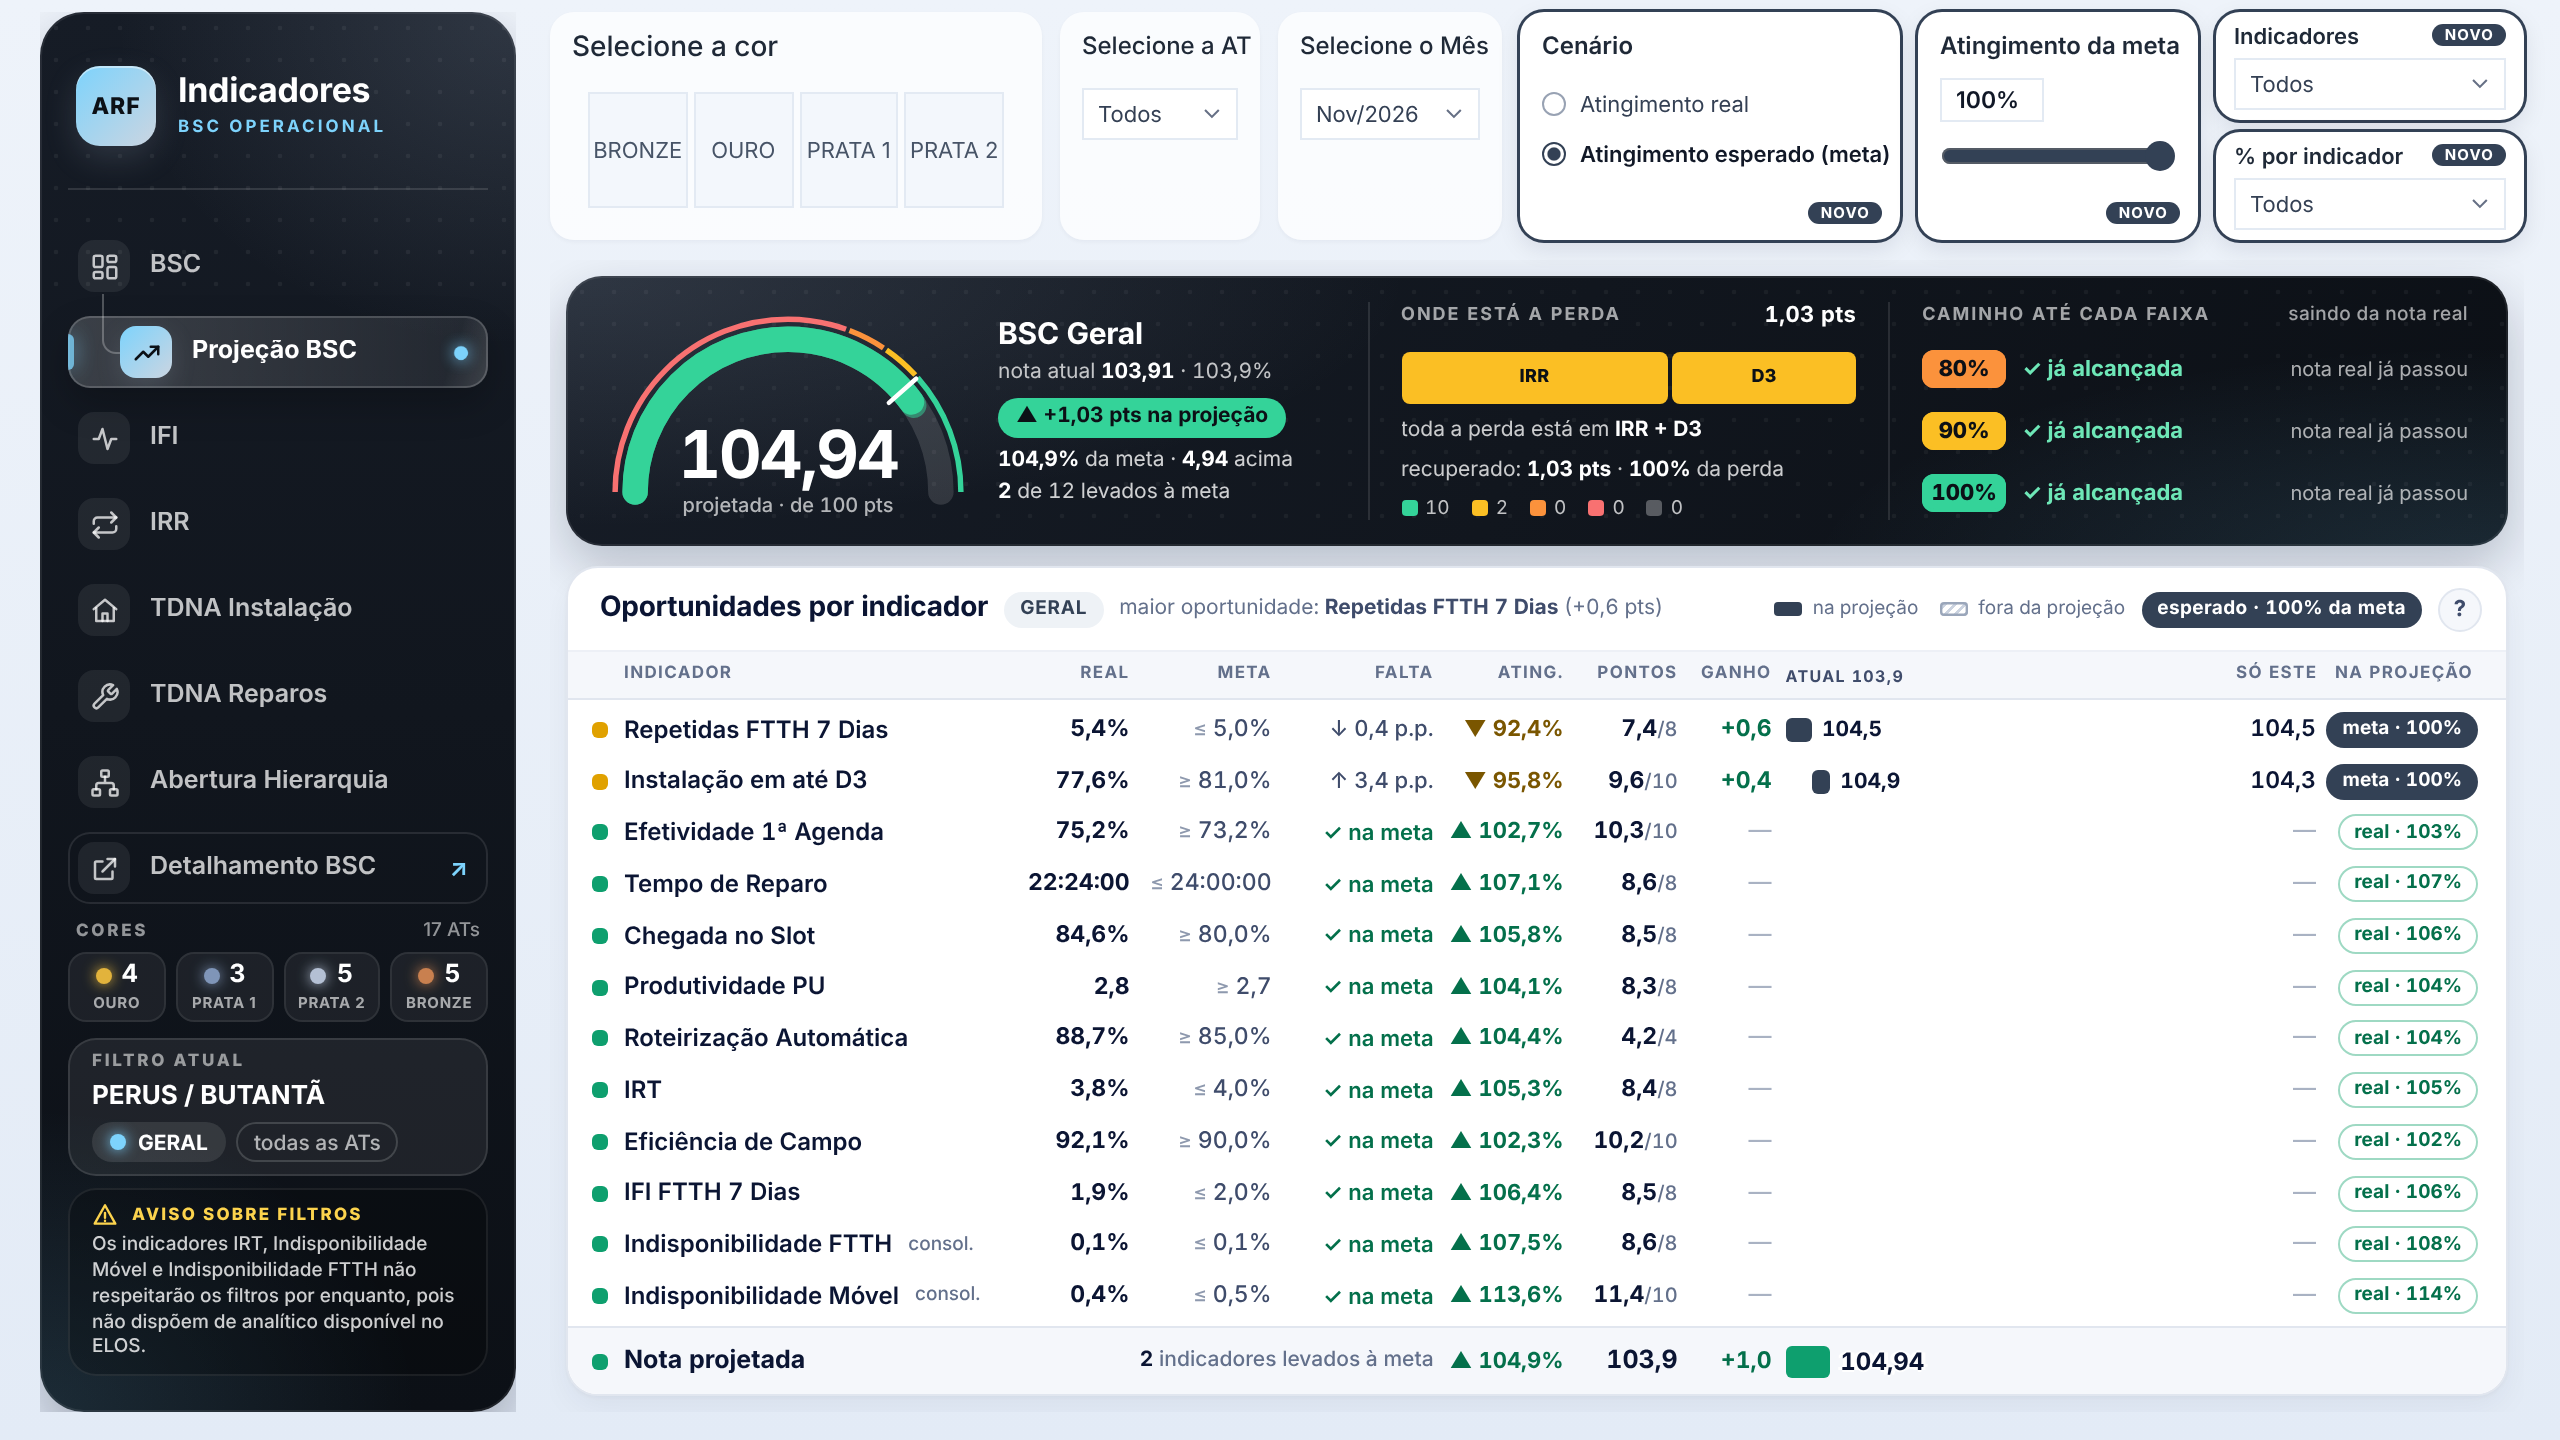 ARF
Indicadores
BSC OPERACIONAL
BSC
Projeção BSC
IFI
IRR
TDNA Instalação
TDNA Reparos
Abertura Hierarquia
Detalhamento BSC
CORES 17 ATs
4 3 5 5
OURO PRATA 1 PRATA 2 BRONZE
FILTRO ATUAL
PERUS / BUTANTÃ
GERAL todas as ATs
AVISO SOBRE FILTROS
Os indicadores IRT, Indisponibilidade
Móvel e Indisponibilidade FTTH não
respeitarão os filtros por enquanto, pois
não dispõem de analítico disponível no
ELOS.
Selecione a cor
BRONZE OURO PRATA 1 PRATA 2
Selecione a AT
Todos
Selecione o Mês
Nov/2026
Cenário
Atingimento real
Atingimento esperado (meta)
NOVO
Atingimento da meta
100%
NOVO
Indicadores NOVO
Todos
% por indicador NOVO
Todos
104,94
projetada · de 100 pts
BSC Geral
nota atual 103,91 · 103,9%
▲ +1,03 pts na projeção
104,9% da meta · 4,94 acima
2 de 12 levados à meta
ONDE ESTÁ A PERDA 1,03 pts
IRR D3
toda a perda está em IRR + D3
recuperado: 1,03 pts · 100% da perda
10 2 0 0 0
CAMINHO ATÉ CADA FAIXA saindo da nota real
80% ✓ já alcançada nota real já passou
90% ✓ já alcançada nota real já passou
100% ✓ já alcançada nota real já passou
Oportunidades por indicador GERAL maior oportunidade: Repetidas FTTH 7 Dias (+0,6 pts) na projeção fora da projeção esperado · 100% da meta ?
INDICADOR REAL META FALTA ATING. PONTOS GANHO ATUAL 103,9 SÓ ESTE NA PROJEÇÃO
Repetidas FTTH 7 Dias 5,4% ≤ 5,0% ↓ 0,4 p.p. ▼ 92,4% 7,4/8 +0,6 104,5 104,5 meta · 100%
Instalação em até D3 77,6% ≥ 81,0% ↑ 3,4 p.p. ▼ 95,8% 9,6/10 +0,4 104,9 104,3 meta · 100%
Efetividade 1ª Agenda 75,2% ≥ 73,2% ✓ na meta ▲ 102,7% 10,3/10 — — real · 103%
Tempo de Reparo 22:24:00 ≤ 24:00:00 ✓ na meta ▲ 107,1% 8,6/8 — — real · 107%
Chegada no Slot 84,6% ≥ 80,0% ✓ na meta ▲ 105,8% 8,5/8 — — real · 106%
Produtividade PU 2,8 ≥ 2,7 ✓ na meta ▲ 104,1% 8,3/8 — — real · 104%
Roteirização Automática 88,7% ≥ 85,0% ✓ na meta ▲ 104,4% 4,2/4 — — real · 104%
IRT 3,8% ≤ 4,0% ✓ na meta ▲ 105,3% 8,4/8 — — real · 105%
Eficiência de Campo 92,1% ≥ 90,0% ✓ na meta ▲ 102,3% 10,2/10 — — real · 102%
IFI FTTH 7 Dias 1,9% ≤ 2,0% ✓ na meta ▲ 106,4% 8,5/8 — — real · 106%
Indisponibilidade FTTH consol. 0,1% ≤ 0,1% ✓ na meta ▲ 107,5% 8,6/8 — — real · 108%
Indisponibilidade Móvel consol. 0,4% ≤ 0,5% ✓ na meta ▲ 113,6% 11,4/10 — — real · 114%
Nota projetada 2 indicadores levados à meta ▲ 104,9% 103,9 +1,0 104,94